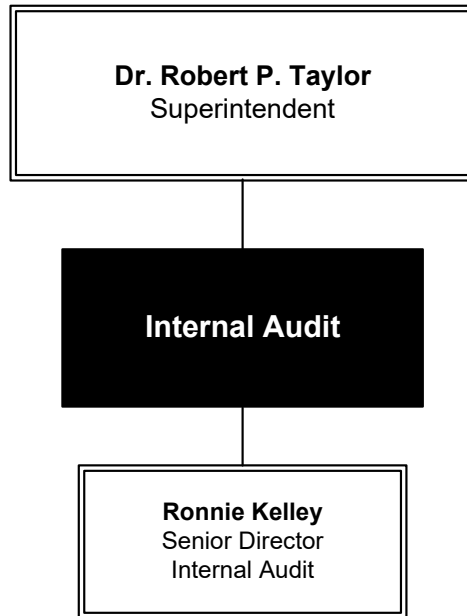 Dr. Robert P. Taylor
Superintendent
Internal Audit
Ronnie Kelley
Senior Director
Internal Audit